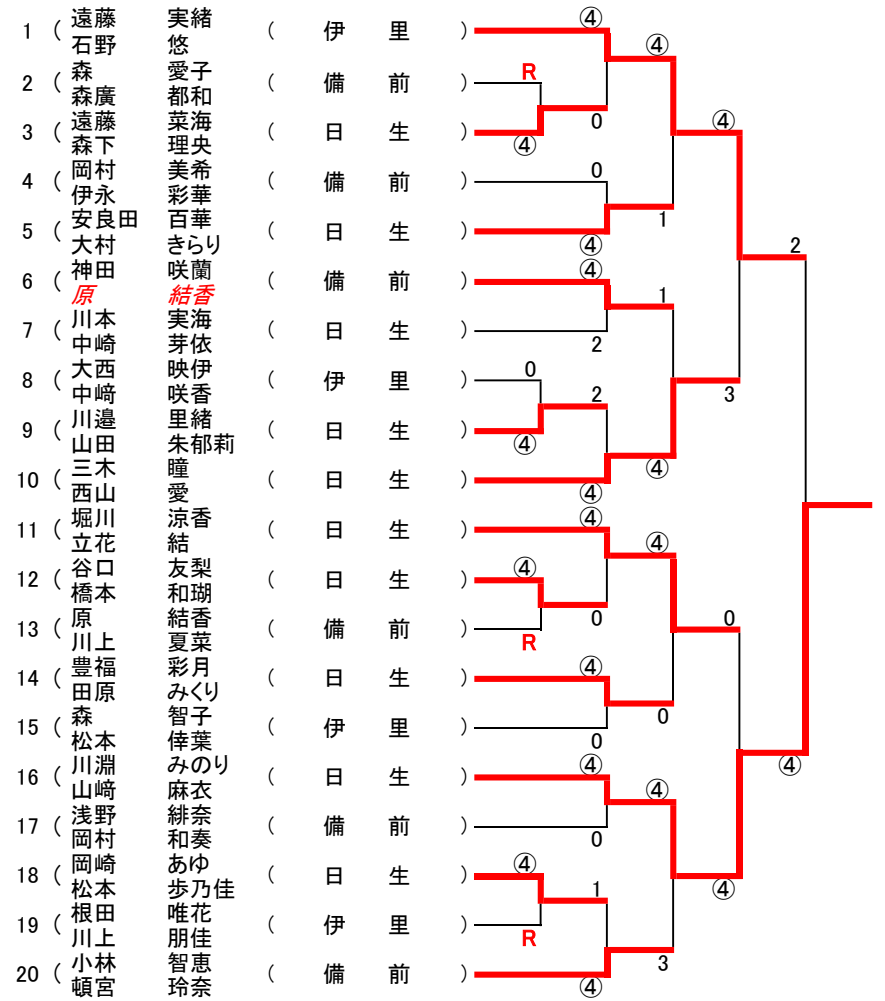 1 ( 遠藤 実緒 ( 伊 里 ) ④
石野 悠 ④
2 ( 森 愛子 ( 備 前 ) R
森廣 都和 0
3 ( 遠藤 菜海 ( 日 生 ) ④ ④
森下 理央
4 ( 岡村 美希 ( 備 前 ) 0
伊永 彩華 1
5 ( 安良田 百華 ( 日 生 ) ④ 2
大村 きらり
6 ( 神田 咲蘭 ( 備 前 ) ④
原 結香 1
7 ( 川本 実海 ( 日 生 ) 2
中崎 芽依
8 ( 大西 映伊 ( 伊 里 ) 0 3
中﨑 咲香 2
9 ( 川邉 里緒 ( 日 生 ) ④
山田 朱郁莉 ④
10 ( 三木 瞳 ( 日 生 ) ④
西山 愛
11 ( 堀川 涼香 ( 日 生 ) ④
立花 結 ④
12 ( 谷口 友梨 ( 日 生 ) ④
橋本 和瑚 0 0
13 ( 原 結香 ( 備 前 ) R
川上 夏菜
14 ( 豊福 彩月 ( 日 生 ) ④
田原 みくり 0
15 ( 森 智子 ( 伊 里 ) 0 ④
松本 倖葉
16 ( 川淵 みのり ( 日 生 ) ④
山﨑 麻衣 ④
17 ( 浅野 緋奈 ( 備 前 ) 0
岡村 和奏
18 ( 岡崎 あゆ ( 日 生 ) ④ ④
松本 歩乃佳 1
19 ( 根田 唯花 ( 伊 里 ) R
川上 朋佳 3
20 ( 小林 智恵 ( 備 前 ) ④
頓宮 玲奈